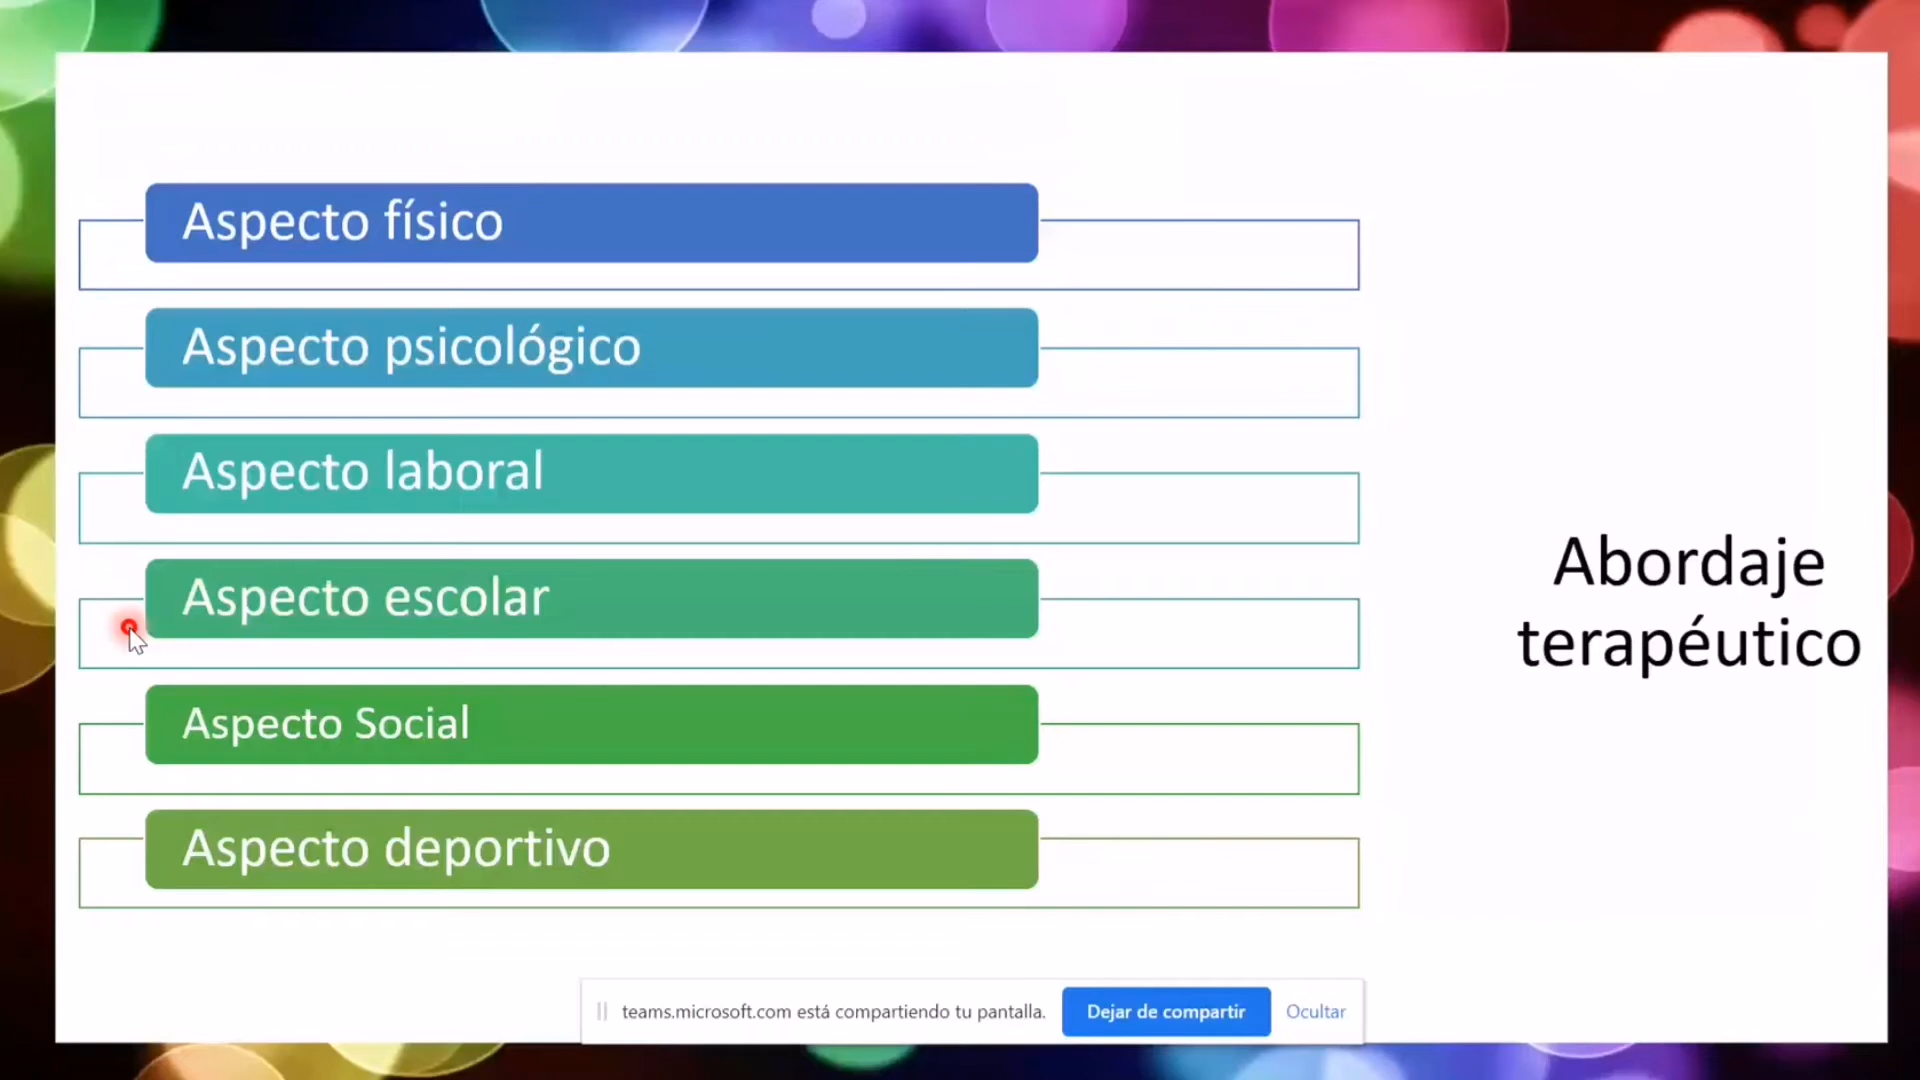 Aspecto físico
Aspecto psicológico
Aspecto laboral
Aspecto escolar
Aspecto Social
Aspecto deportivo
Abordaje
terapéutico
teams.microsoft.com está compartiendo tu pantalla.
Dejar de compartir
Ocultar